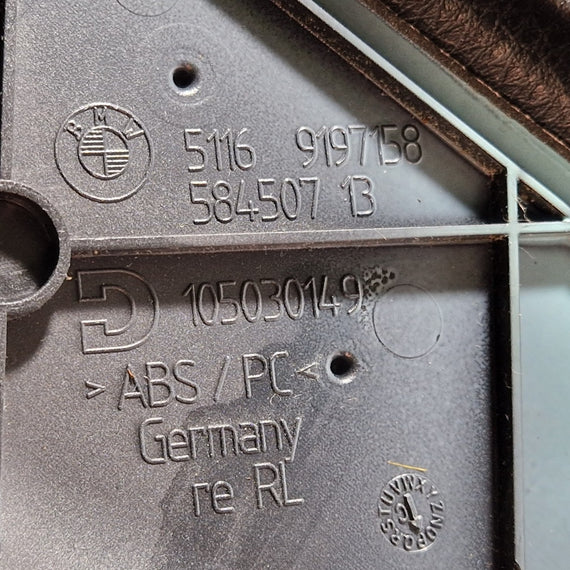 BMW
5116 9197158
584507 13
105030149
>ABS/PC<
Germany
re RL